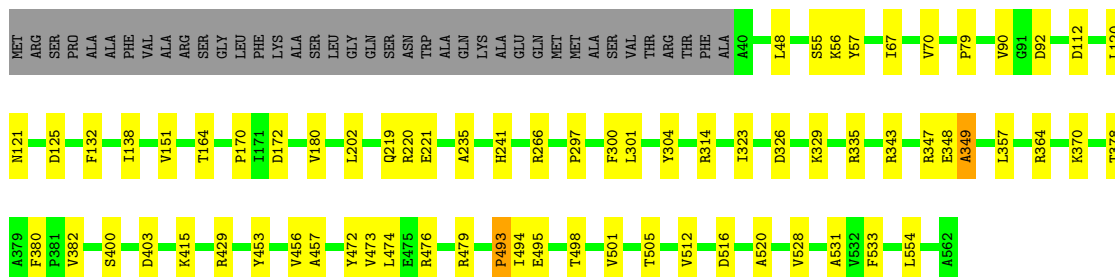 MET ARG SER PRO ALA ALA PHE VAL ALA ARG SER GLY LEU PHE LYS ALA SER LEU GLY GLN SER ASN TRP ALA GLN LYS ALA GLU GLN MET MET ALA SER VAL THR ARG THR PHE ALA A40 L48 S55 K56 Y57 I67 V70 P79 V90 G91 D92 D112
N121 D125 F132 I138 V151 T164 P170 I171 D172 V180 L202 Q219 R220 E221 A235 H241 R266 P297 F300 L301 Y304 R314 I323 D326 K329 R335 R343 R347 E348 A349 L357 R364 K370 T378
A379 F380 P381 V382 S400 D403 K415 R429 Y453 V456 A457 Y472 V473 L474 E475 R476 R479 P493 I494 E495 T498 V501 T505 V512 D516 A520 V528 A531 V532 F533 L554 A562